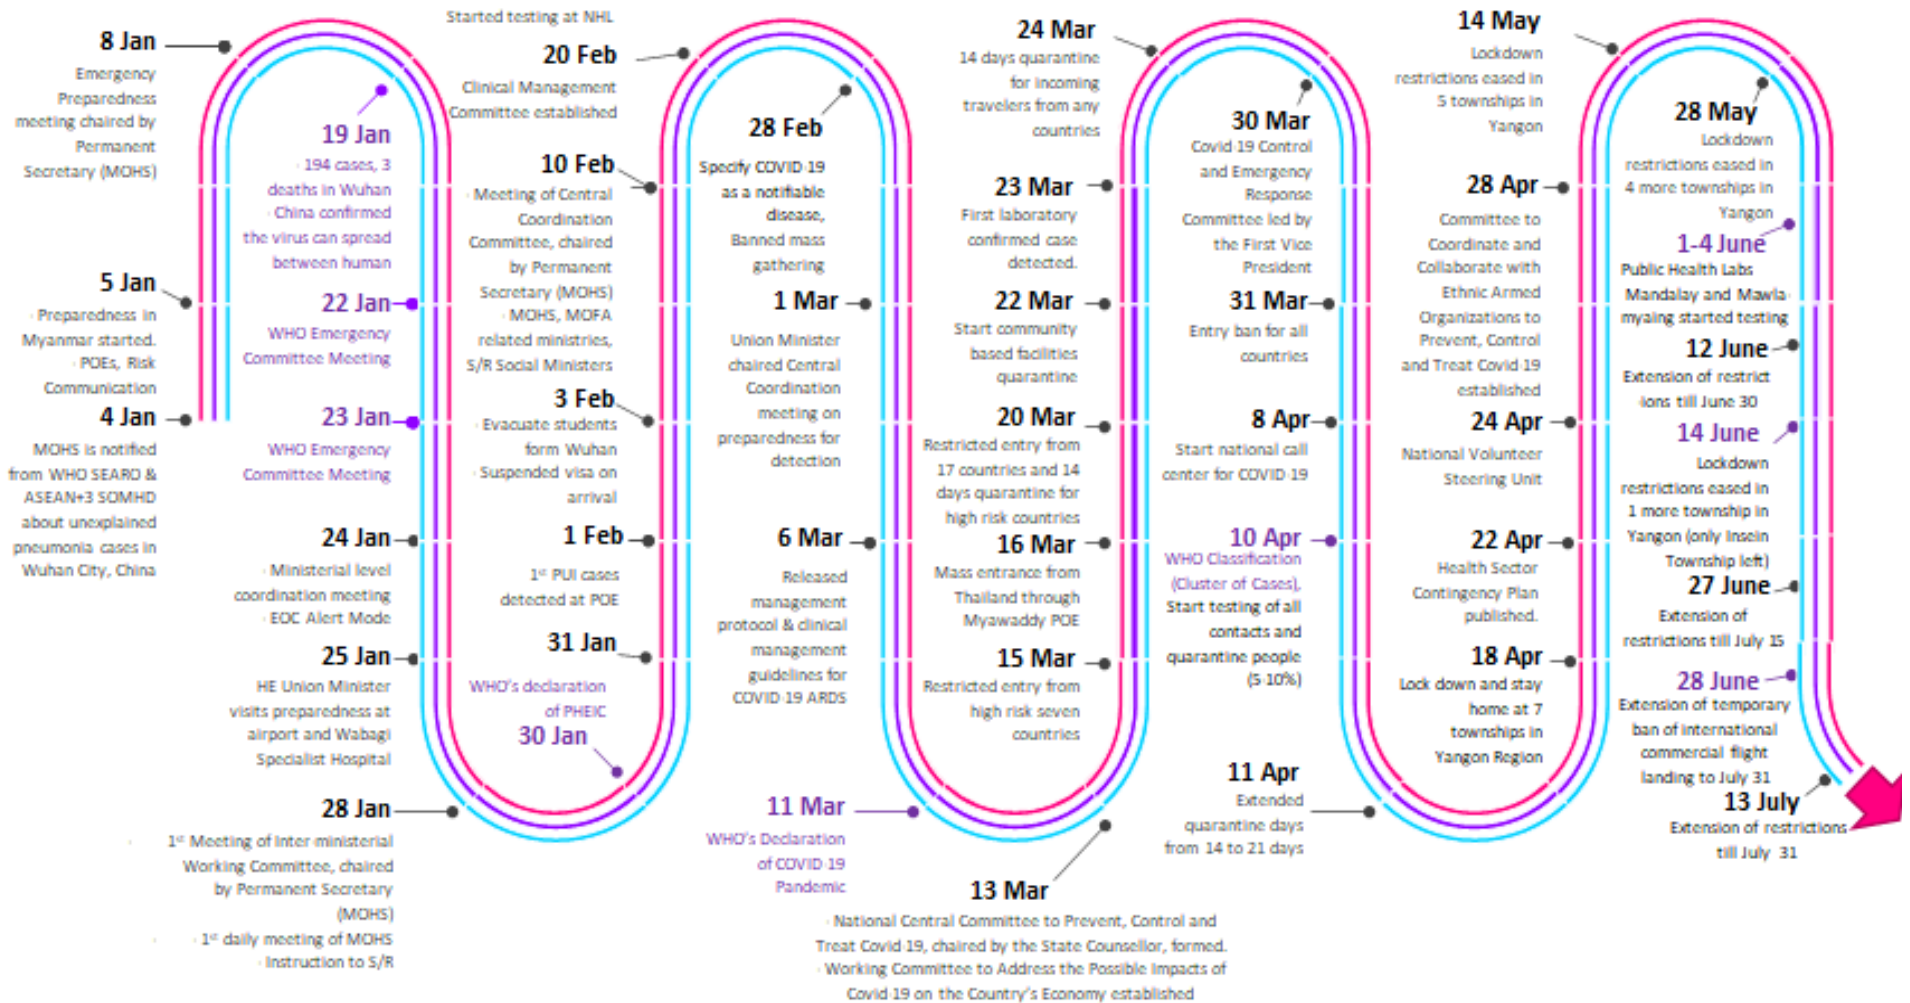 8 Jan
Emergency
Preparedness
meeting chaired by
Permanent
Secretary (MOHS)
5 Jan
Preparedness in
Myanmar started.
POEs, Risk
Communication
4 Jan
MOHS is notified
from WHO SEARO &
ASEAN+3 SOMHD
about unexplained
pneumonia cases in
Wuhan City, China
19 Jan
194 cases, 3
deaths in Wuhan
China confirmed
the virus can spread
between human
22 Jan
WHO Emergency
Committee Meeting
23 Jan
WHO Emergency
Committee Meeting
24 Jan
Ministerial level
coordination meeting
EOC Alert Mode
25 Jan
HE Union Minister
visits preparedness at
airport and Wabagi
Specialist Hospital
28 Jan
1st Meeting of Inter ministerial
Working Committee, chaired
by Permanent Secretary
(MOHS)
1st daily meeting of MOHS
Instruction to S/R
Started testing at NHL
20 Feb
Clinical Management
Committee established
10 Feb
Meeting of Central
Coordination
Committee, chaired
by Permanent
Secretary (MOHS)
MOHS, MOFA
related ministries,
S/R Social Ministers
3 Feb
Evacuate students
form Wuhan
Suspended visa on
arrival
1 Feb
1st PUI cases
detected at POE
31 Jan
WHO's declaration
of PHEIC
30 Jan
28 Feb
Specify COVID 19
as a notifiable
disease,
Banned mass
gathering
1 Mar
Union Minister
chaired Central
Coordination
meeting on
preparedness for
detection
6 Mar
Released
management
protocol & clinical
management
guidelines for
COVID 19 ARDS
11 Mar
WHO's Declaration
of COVID 19
Pandemic
24 Mar
14 days quarantine
for incoming
travelers from any
countries
23 Mar
First laboratory
confirmed case
detected.
22 Mar
Start community
based facilities
quarantine
20 Mar
Restricted entry from
17 countries and 14
days quarantine for
high risk countries
16 Mar
Mass entrance from
Thailand through
Myawaddy POE
15 Mar
Restricted entry from
high risk seven
countries
13 Mar
National Central Committee to Prevent, Control and
Treat Covid 19, chaired by the State Counsellor, formed.
Working Committee to Address the Possible Impacts of
Covid 19 on the Country's Economy established
30 Mar
Covid 19 Control
and Emergency
Response
Committee led by
the First Vice
President
31 Mar
Entry ban for all
countries
8 Apr
Start national call
center for COVID 19
10 Apr
WHO Classification
(Cluster of Cases),
Start testing of all
contacts and
quarantine people
(5 10%)
11 Apr
Extended
quarantine days
from 14 to 21 days
14 May
Lockdown
restrictions eased in
5 townships in
Yangon
28 Apr
Committee to
Coordinate and
Collaborate with
Ethnic Armed
Organizations to
Prevent, Control
and Treat Covid 19
established
24 Apr
National Volunteer
Steering Unit
22 Apr
Health Sector
Contingency Plan
published.
18 Apr
Lock down and stay
home at 7
townships in
Yangon Region
28 May
Lockdown
restrictions eased in
4 more townships in
Yangon
1-4 June
Public Health Labs
Mandalay and Mawla
myaing started testing
12 June
Extension of restrict
ions till June 30
14 June
Lockdown
restrictions eased in
1 more township in
Yangon (only Insein
Township left)
27 June
Extension of
restrictions till July 15
28 June
Extension of temporary
ban of international
commercial flight
landing to July 31
13 July
Extension of restrictions
till July 31